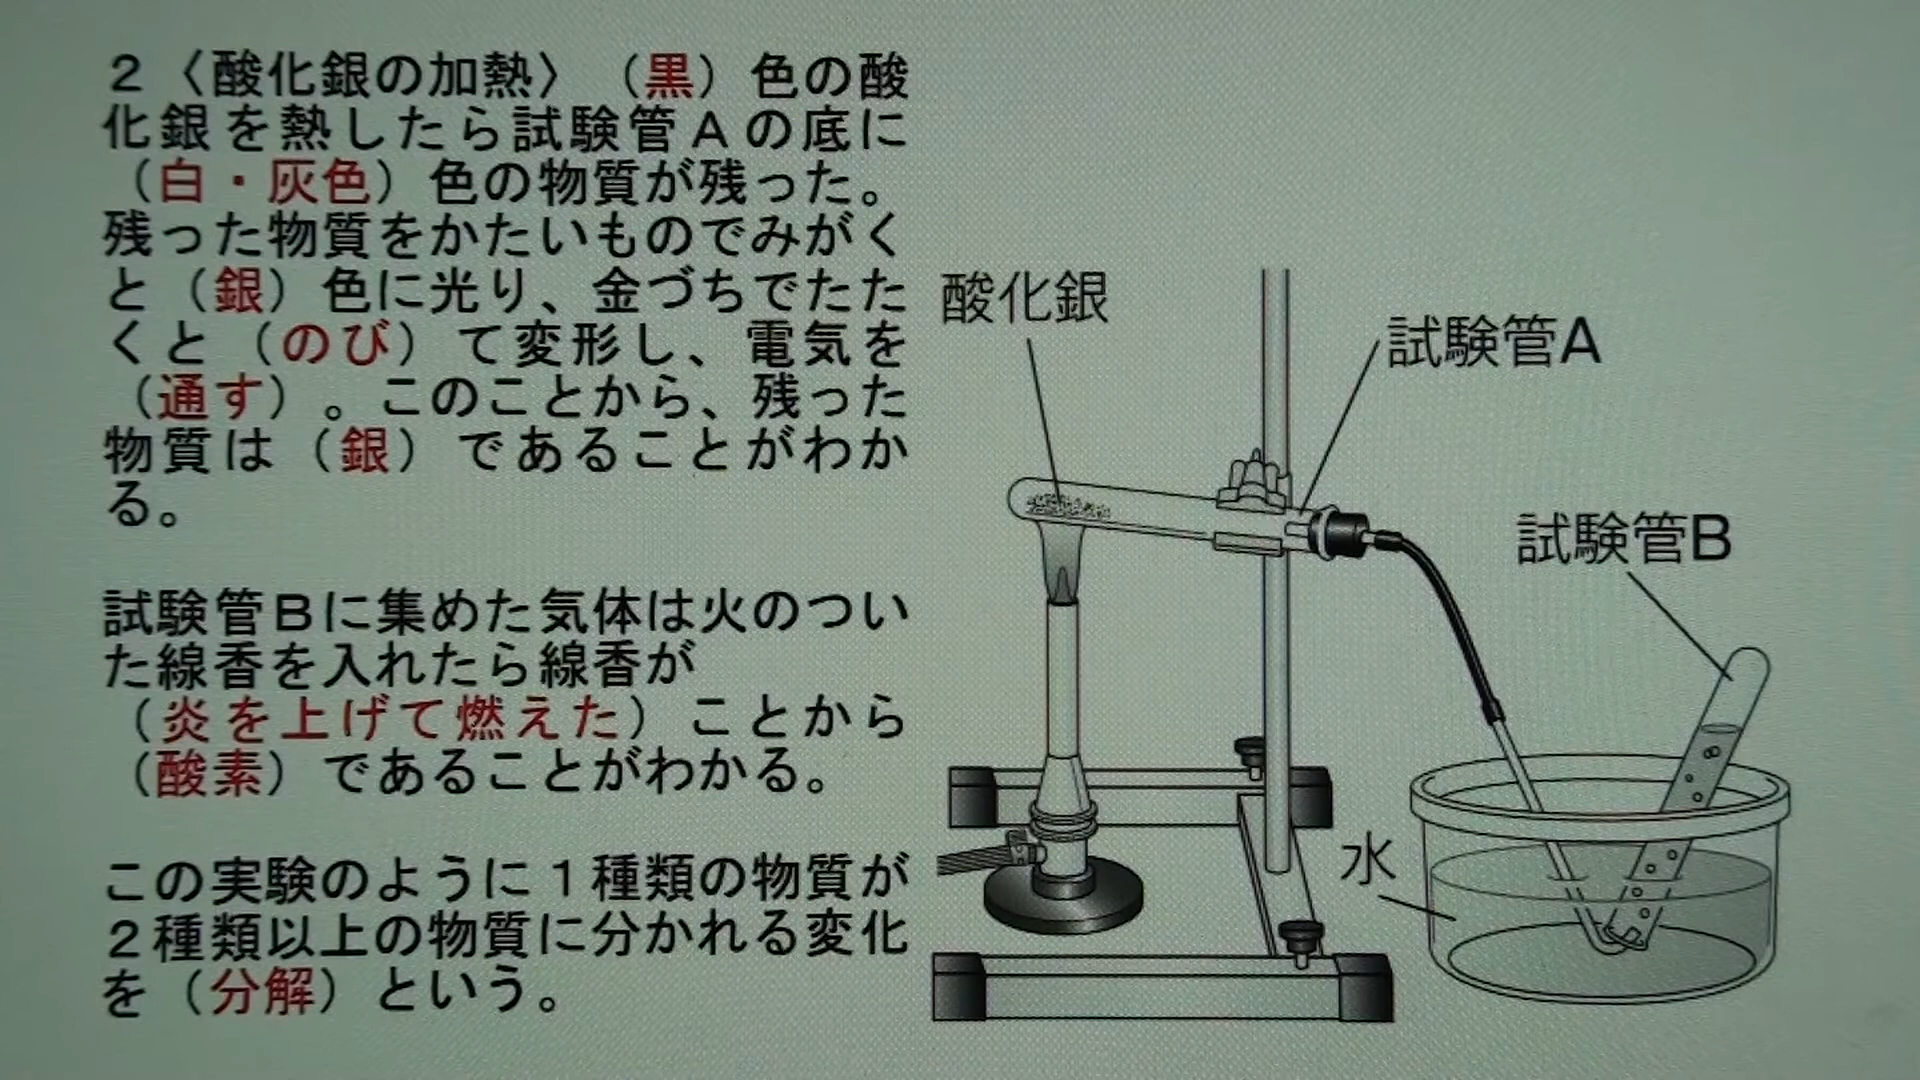 ２〈酸化銀の加熱〉（黒）色の酸
化銀を熱したら試験管Ａの底に
（白・灰色）色の物質が残った。
残った物質をかたいものでみがく
と（銀）色に光り、金づちでたた
くと（のび）て変形し、電気を
（通す）。このことから、残った
物質は（銀）であることがわか
る。
試験管Ｂに集めた気体は火のつい
た線香を入れたら線香が
（炎を上げて燃えた）ことから
（酸素）であることがわかる。
この実験のように１種類の物質が
２種類以上の物質に分かれる変化
を（分解）という。
酸化銀
試験管A
試験管B
水